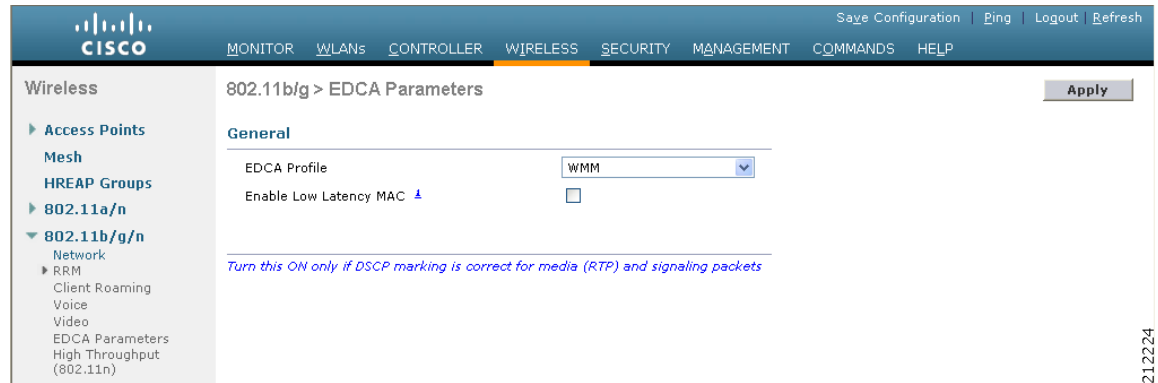 Save Configuration | Ping | Logout | Refresh
CISCO
MONITOR WLANs CONTROLLER WIRELESS SECURITY MANAGEMENT COMMANDS HELP
Wireless
Access Points
Mesh
HREAP Groups
802.11a/n
802.11b/g/n
Network
RRM
Client Roaming
Voice
Video
EDCA Parameters
High Throughput
(802.11n)
802.11b/g > EDCA Parameters
Apply
General
EDCA Profile WMM
Enable Low Latency MAC 1
Turn this ON only if DSCP marking is correct for media (RTP) and signaling packets
212224